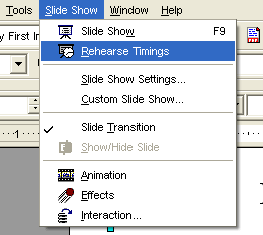 Tools Slide Show Window Help
Slide Show F9
y First In
Rehearse Timings
Slide Show Settings...
Custom Slide Show...
1
Slide Transition
Show/Hide Slide
Animation
Effects
Interaction...